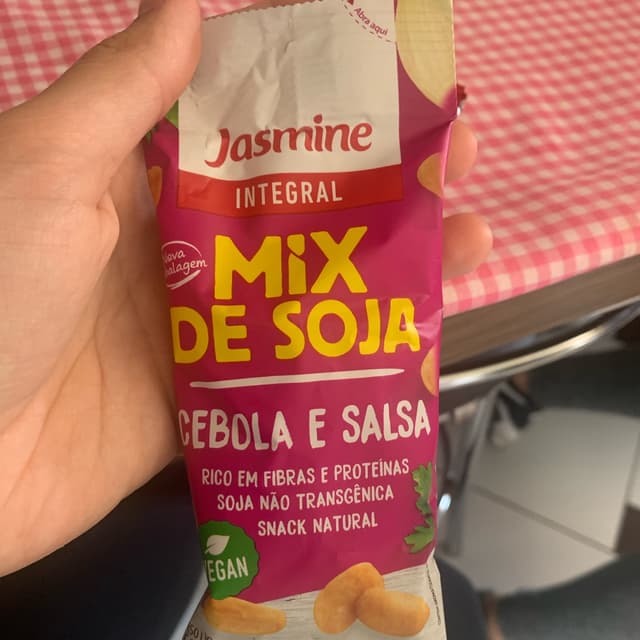 Abra aqui
Jasmine
INTEGRAL
Nova
MiX
DE SOJA
CEBOLA E SALSA
RICO EM FIBRAS E PROTEÍNAS
SOJA NÃO TRANSGÊNICA
SNACK NATURAL
VEGAN